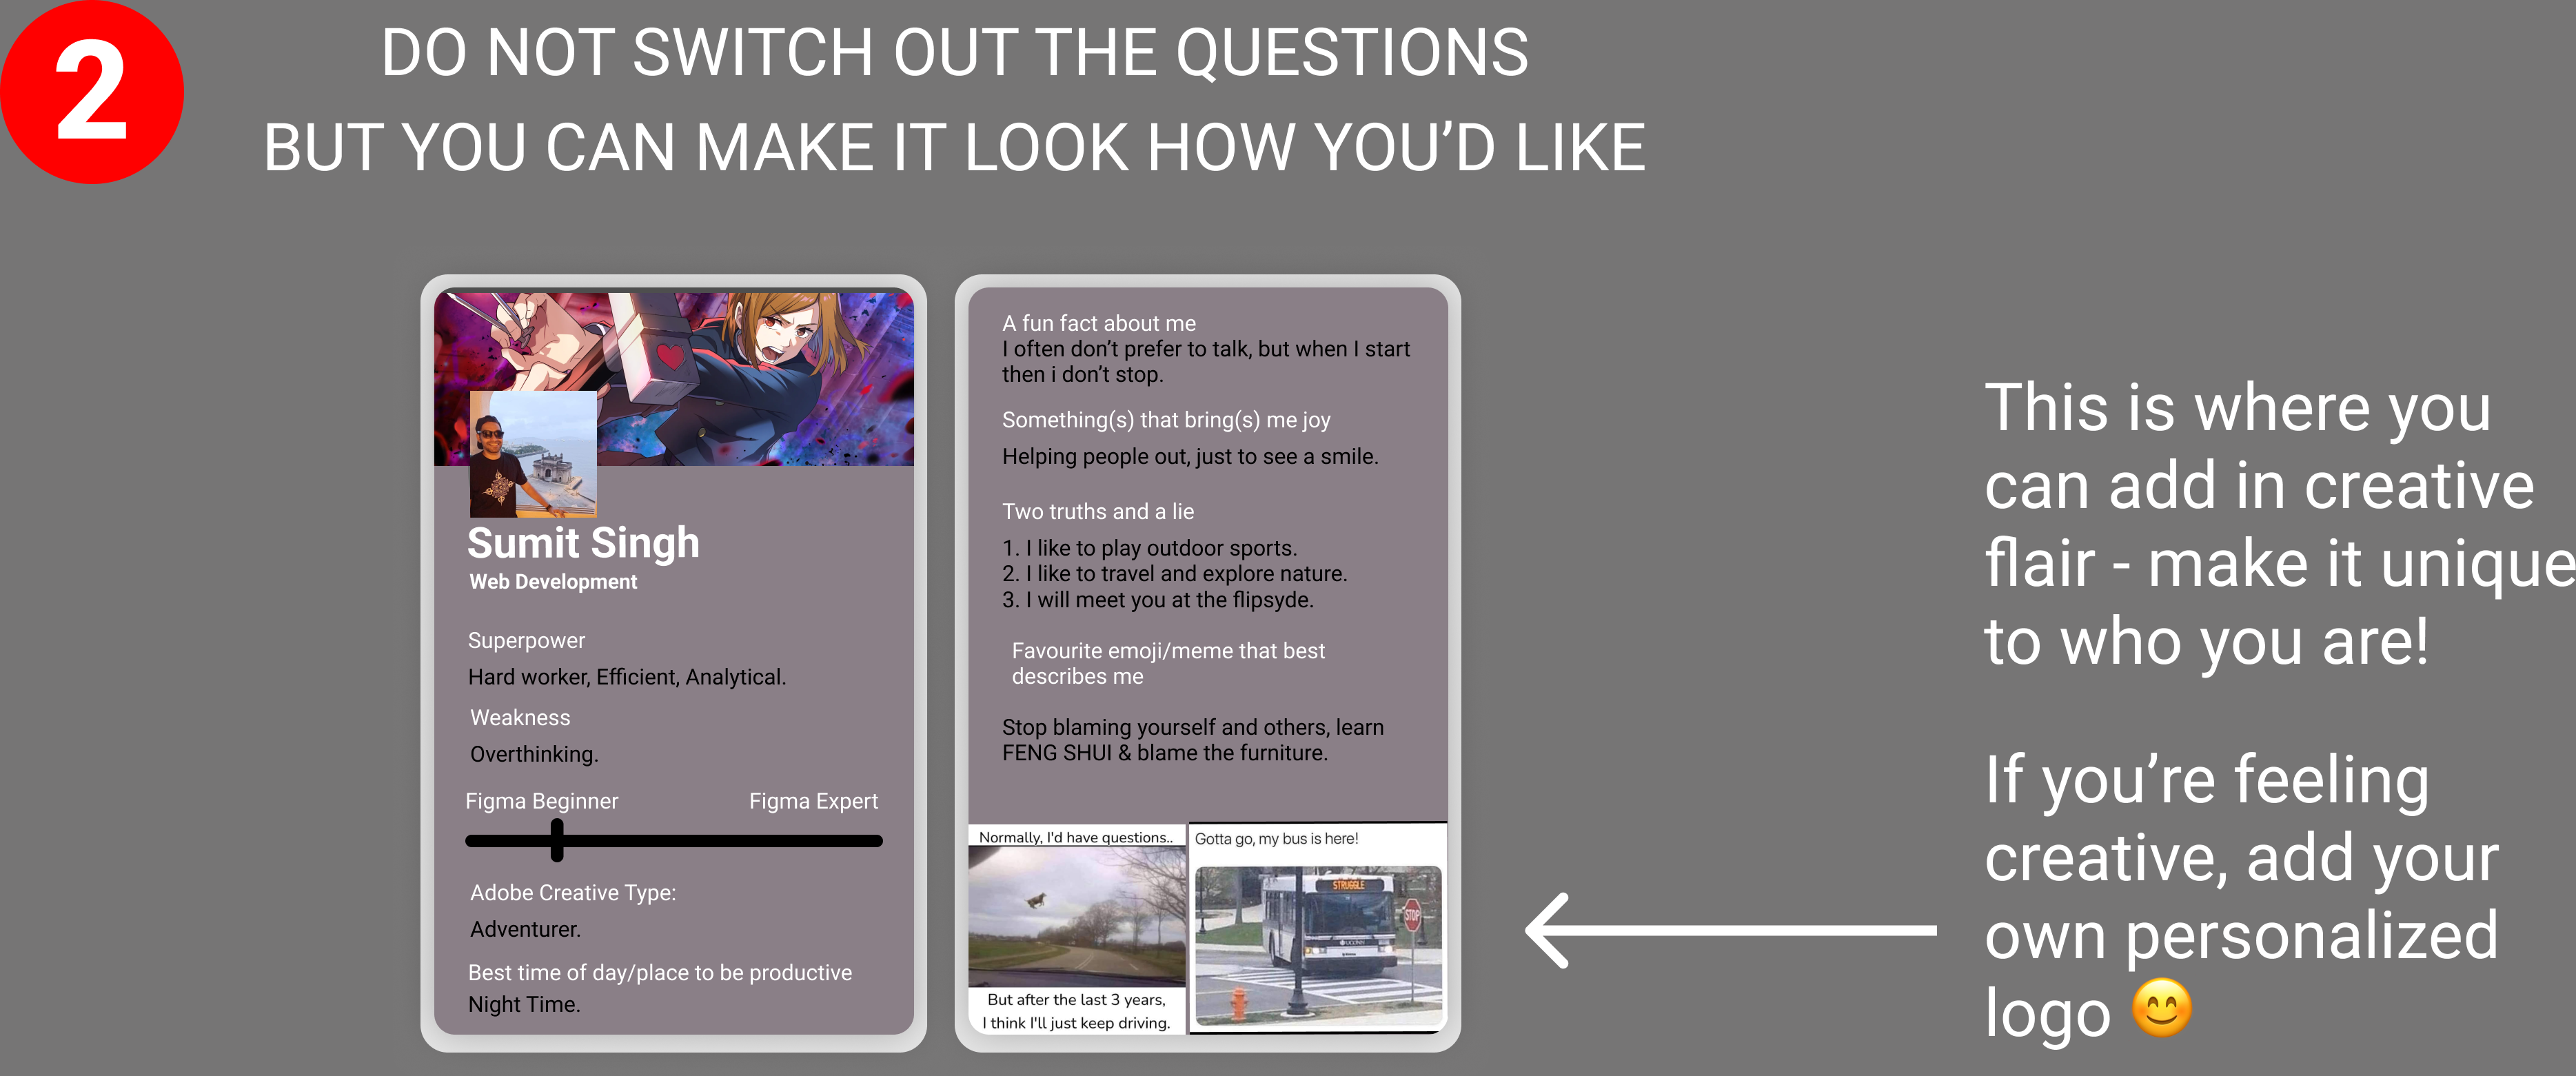 2
DO NOT SWITCH OUT THE QUESTIONS
BUT YOU CAN MAKE IT LOOK HOW YOU’D LIKE
Sumit Singh
Web Development
Superpower
Hard worker, Efficient, Analytical.
Weakness
Overthinking.
Figma Beginner
Figma Expert
Adobe Creative Type:
Adventurer.
Best time of day/place to be productive
Night Time.
A fun fact about me
I often don’t prefer to talk, but when I start
then i don’t stop.
Something(s) that bring(s) me joy
Helping people out, just to see a smile.
Two truths and a lie
1. I like to play outdoor sports.
2. I like to travel and explore nature.
3. I will meet you at the flipsyde.
Favourite emoji/meme that best
describes me
Stop blaming yourself and others, learn
FENG SHUI & blame the furniture.
Normally, I'd have questions..
But after the last 3 years,
I think I'll just keep driving.
Gotta go, my bus is here!
STRUGGLE
STOP
UCONN
This is where you
can add in creative
flair - make it unique
to who you are!
If you’re feeling
creative, add your
own personalized
logo 😊